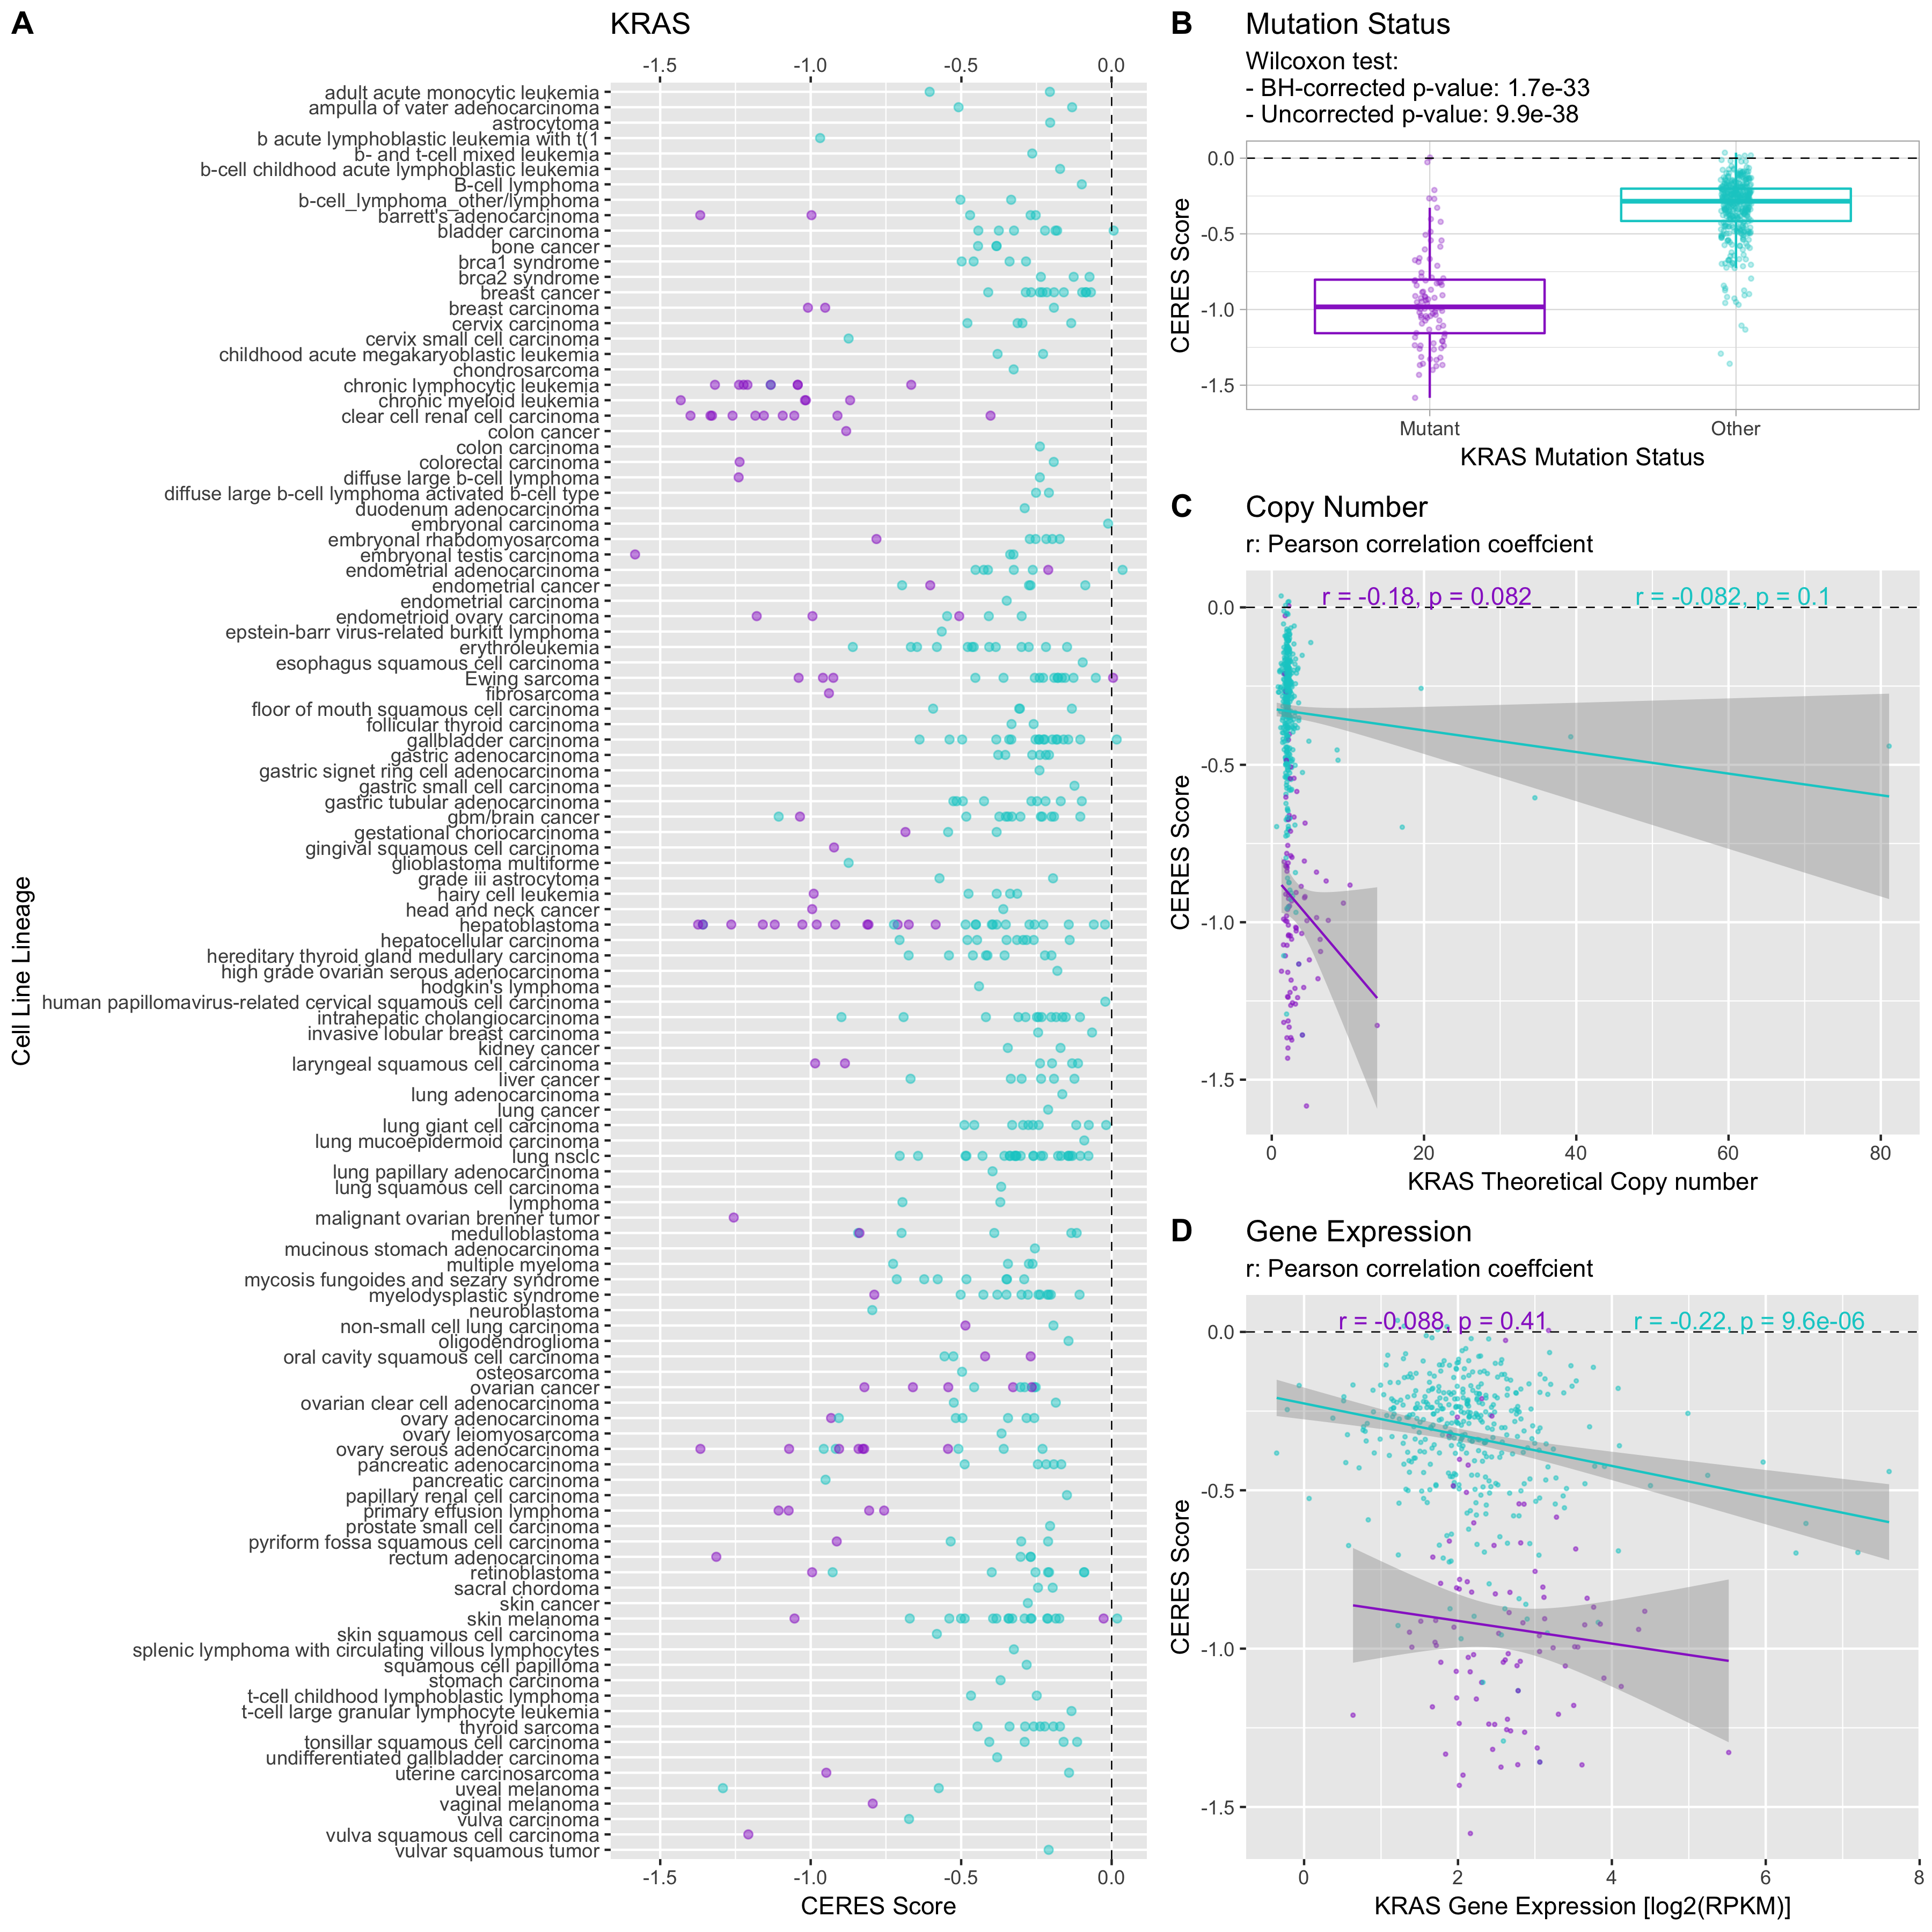 A
KRAS
-1.5 -1.0 -0.5 0.0
Cell Line Lineage
adult acute monocytic leukemia
ampulla of vater adenocarcinoma
astrocytoma
b acute lymphoblastic leukemia with t(1
b- and t-cell mixed leukemia
b-cell childhood acute lymphoblastic leukemia
B-cell lymphoma
b-cell_lymphoma_other/lymphoma
barrett's adenocarcinoma
bladder carcinoma
bone cancer
brca1 syndrome
brca2 syndrome
breast cancer
breast carcinoma
cervix carcinoma
cervix small cell carcinoma
childhood acute megakaryoblastic leukemia
chondrosarcoma
chronic lymphocytic leukemia
chronic myeloid leukemia
clear cell renal cell carcinoma
colon cancer
colon carcinoma
colorectal carcinoma
diffuse large b-cell lymphoma
diffuse large b-cell lymphoma activated b-cell type
duodenum adenocarcinoma
embryonal carcinoma
embryonal rhabdomyosarcoma
embryonal testis carcinoma
endometrial adenocarcinoma
endometrial cancer
endometrial carcinoma
endometrioid ovary carcinoma
epstein-barr virus-related burkitt lymphoma
erythroleukemia
esophagus squamous cell carcinoma
Ewing sarcoma
fibrosarcoma
floor of mouth squamous cell carcinoma
follicular thyroid carcinoma
gallbladder carcinoma
gastric adenocarcinoma
gastric signet ring cell adenocarcinoma
gastric small cell carcinoma
gastric tubular adenocarcinoma
gbm/brain cancer
gestational choriocarcinoma
gingival squamous cell carcinoma
glioblastoma multiforme
grade iii astrocytoma
hairy cell leukemia
head and neck cancer
hepatoblastoma
hepatocellular carcinoma
hereditary thyroid gland medullary carcinoma
high grade ovarian serous adenocarcinoma
hodgkin's lymphoma
human papillomavirus-related cervical squamous cell carcinoma
intrahepatic cholangiocarcinoma
invasive lobular breast carcinoma
kidney cancer
laryngeal squamous cell carcinoma
liver cancer
lung adenocarcinoma
lung cancer
lung giant cell carcinoma
lung mucoepidermoid carcinoma
lung nsclc
lung papillary adenocarcinoma
lung squamous cell carcinoma
lymphoma
malignant ovarian brenner tumor
medulloblastoma
mucinous stomach adenocarcinoma
multiple myeloma
mycosis fungoides and sezary syndrome
myelodysplastic syndrome
neuroblastoma
non-small cell lung carcinoma
oligodendroglioma
oral cavity squamous cell carcinoma
osteosarcoma
ovarian cancer
ovarian clear cell adenocarcinoma
ovary adenocarcinoma
ovary leiomyosarcoma
ovary serous adenocarcinoma
pancreatic adenocarcinoma
pancreatic carcinoma
papillary renal cell carcinoma
primary effusion lymphoma
prostate small cell carcinoma
pyriform fossa squamous cell carcinoma
rectum adenocarcinoma
retinoblastoma
sacral chordoma
skin cancer
skin melanoma
skin squamous cell carcinoma
splenic lymphoma with circulating villous lymphocytes
squamous cell papilloma
stomach carcinoma
t-cell childhood lymphoblastic lymphoma
t-cell large granular lymphocyte leukemia
thyroid sarcoma
tonsillar squamous cell carcinoma
undifferentiated gallbladder carcinoma
uterine carcinosarcoma
uveal melanoma
vaginal melanoma
vulva carcinoma
vulva squamous cell carcinoma
vulvar squamous tumor
-1.5 -1.0 -0.5 0.0
CERES Score
B
Mutation Status
Wilcoxon test:
- BH-corrected p-value: 1.7e-33
- Uncorrected p-value: 9.9e-38
CERES Score
0.0
-0.5
-1.0
-1.5
Mutant Other
KRAS Mutation Status
C
Copy Number
r: Pearson correlation coeffcient
r = -0.18, p = 0.082 r = -0.082, p = 0.1
CERES Score
0.0
-0.5
-1.0
-1.5
0 20 40 60 80
KRAS Theoretical Copy number
D
Gene Expression
r: Pearson correlation coeffcient
r = -0.088, p = 0.41 r = -0.22, p = 9.6e-06
CERES Score
0.0
-0.5
-1.0
-1.5
0 2 4 6 8
KRAS Gene Expression [log2(RPKM)]